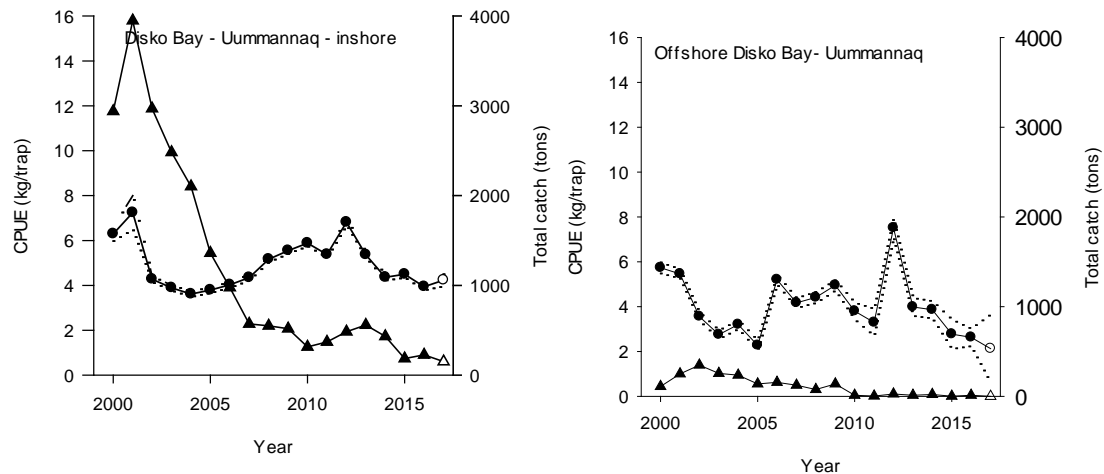 Disko Bay - Uummannaq - inshore
16
14
12
10
8
6
4
2
0
CPUE (kg/trap)
4000
3000
2000
1000
0
Total catch (tons)
2000 2005 2010 2015
Year
Offshore Disko Bay- Uummannaq
16
14
12
10
8
6
4
2
0
CPUE (kg/trap)
4000
3000
2000
1000
0
Total catch (tons)
2000 2005 2010 2015
Year